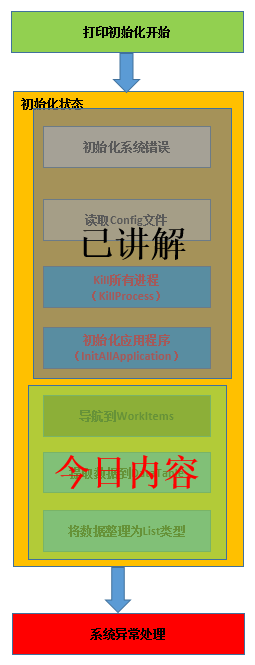 打印初始化开始
初始化状态
初始化系统错误
读取Config文件
已讲解
Kill所有进程
（KillProcess）
初始化应用程序
（InitAllApplication）
导航到WorkItems
今日内容
将数据整理为List类型
系统异常处理